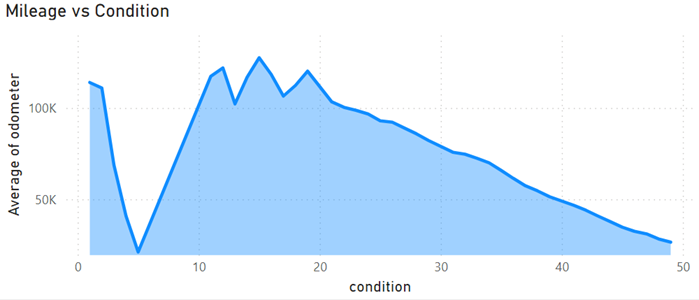 Mileage vs Condition
Average of odometer
100K
50K
0 10 20 30 40 50
condition